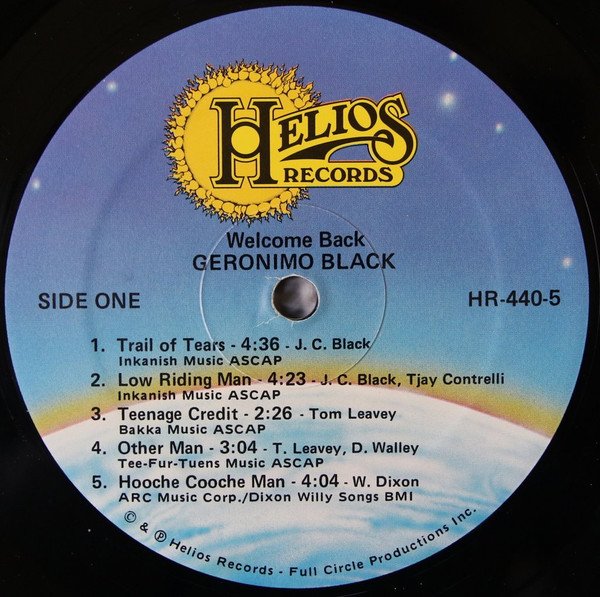 HELIOS
RECORDS
Welcome Back
GERONIMO BLACK
SIDE ONE
HR-440-5
1. Trail of Tears - 4:36 - J. C. Black
Inkanish Music ASCAP
2. Low Riding Man - 4:23 - J. C. Black, Tjay Contrelli
Inkanish Music ASCAP
3. Teenage Credit - 2:26 - Tom Leavey
Bakka Music ASCAP
4. Other Man - 3:04 - T. Leavey, D. Walley
Tee-Fur-Tuens Music ASCAP
5. Hooche Cooche Man - 4:04 - W. Dixon
ARC Music Corp./Dixon Willy Songs BMI
© & ℗ Helios Records - Full Circle Productions Inc.